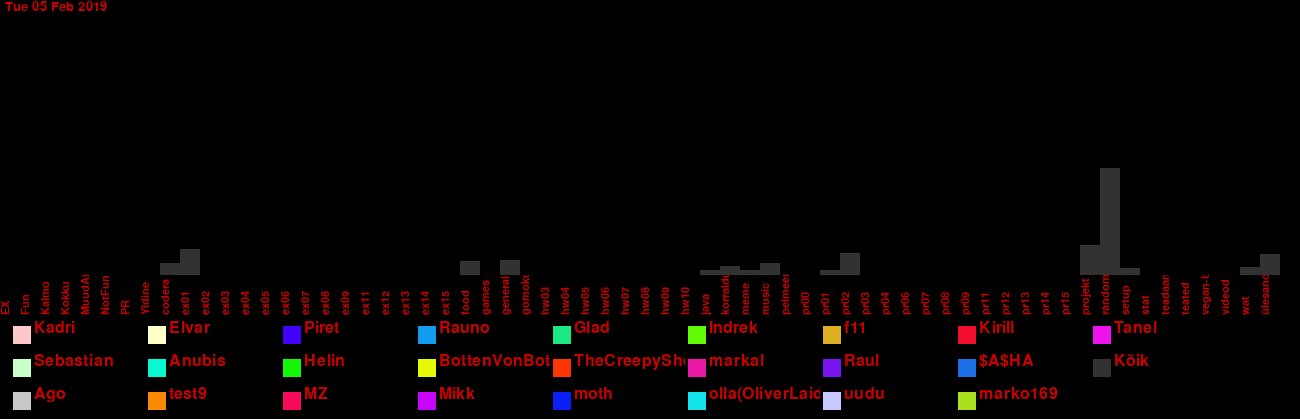 Tue 05 Feb 2019
EX Fun Kalmo Kokku MuudAi NotFun PR Yldine codera ex01 ex02 ex03 ex04 ex05 ex06 ex07 ex08 ex09 ex11 ex12 ex13 ex14 ex15 food games general gomoku hw03 hw04 hw05 hw06 hw07 hw08 hw09 hw10 java korraldu meme music pelmeer pr00 pr01 pr02 pr03 pr04 pr06 pr07 pr08 pr09 pr11 pr12 pr13 pr14 pr15 projekt random setup stat teadaan teated vegan-t videod wat ülesand
Kadri Elvar Piret Rauno Glad Indrek f11 Kirill Tanel
Sebastian Anubis Helin BottenVonBot TheCreepyShe markal Raul $A$HA Kõik
Ago test9 MZ Mikk moth olla(OliverLaid uudu marko169